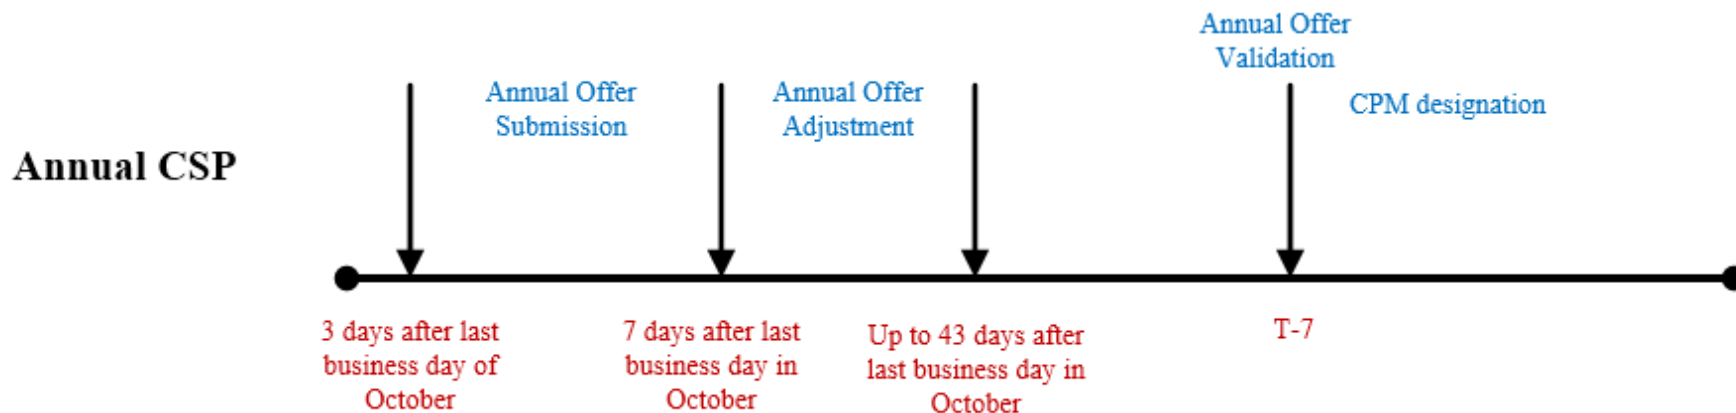 Annual CSP
Annual Offer
Submission
Annual Offer
Adjustment
Annual Offer
Validation
CPM designation
3 days after last
business day of
October
7 days after last
business day in
October
Up to 43 days after
last business day in
October
T-7